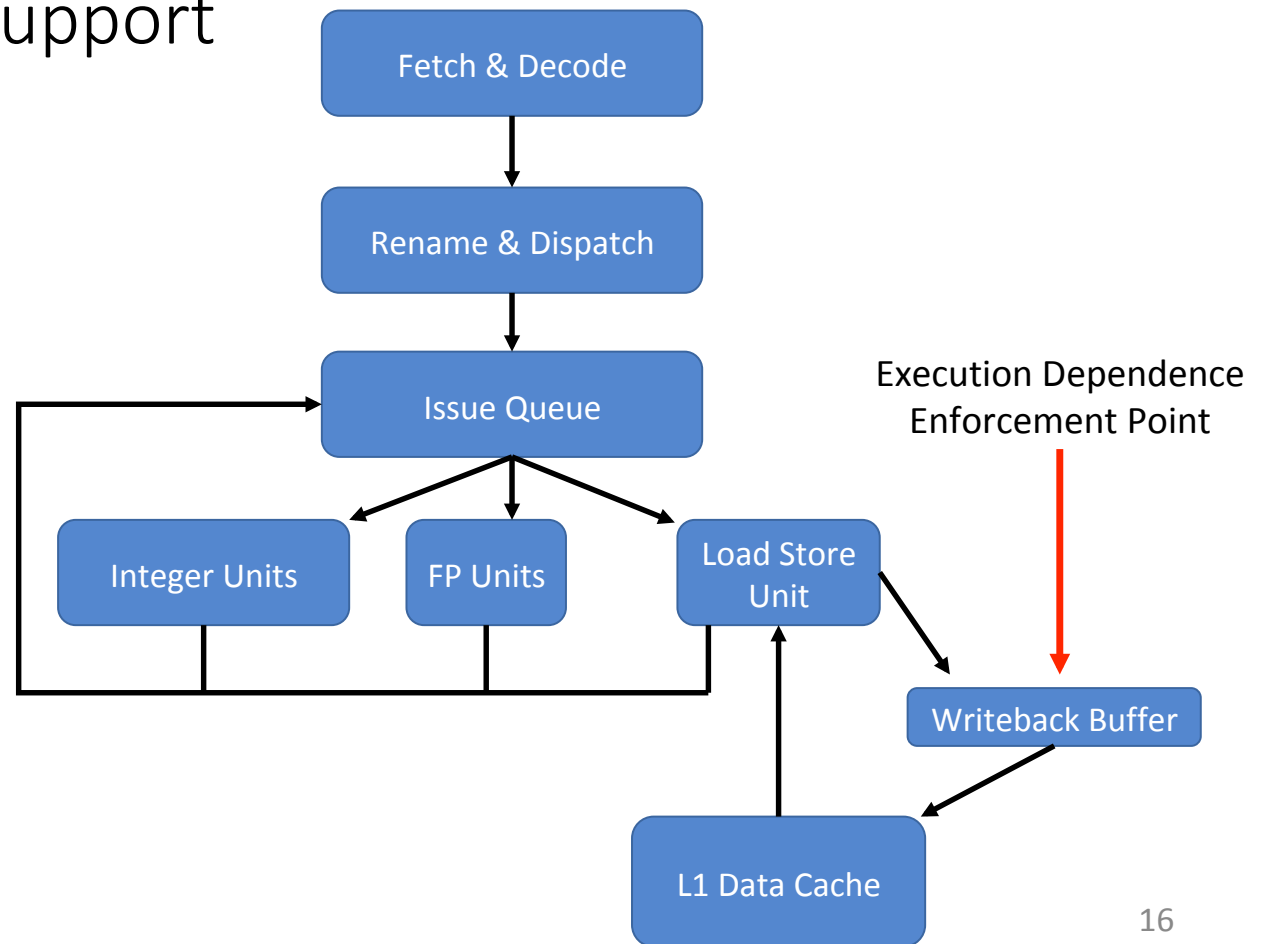 upport
Fetch & Decode
Rename & Dispatch
Issue Queue
Execution Dependence
Enforcement Point
Integer Units
FP Units
Load Store
Unit
Writeback Buffer
L1 Data Cache
16